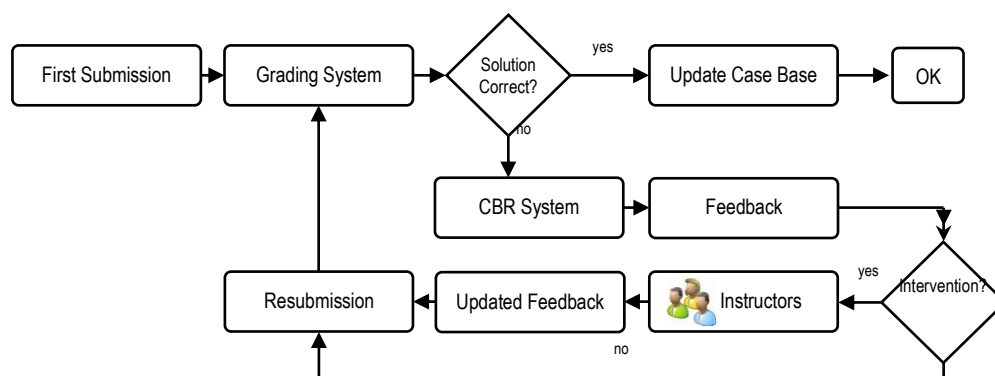 First Submission
Grading System
Solution
Correct?
yes
Update Case Base
OK
no
CBR System
Feedback
Resubmission
Updated Feedback
Instructors
yes
Intervention?
no